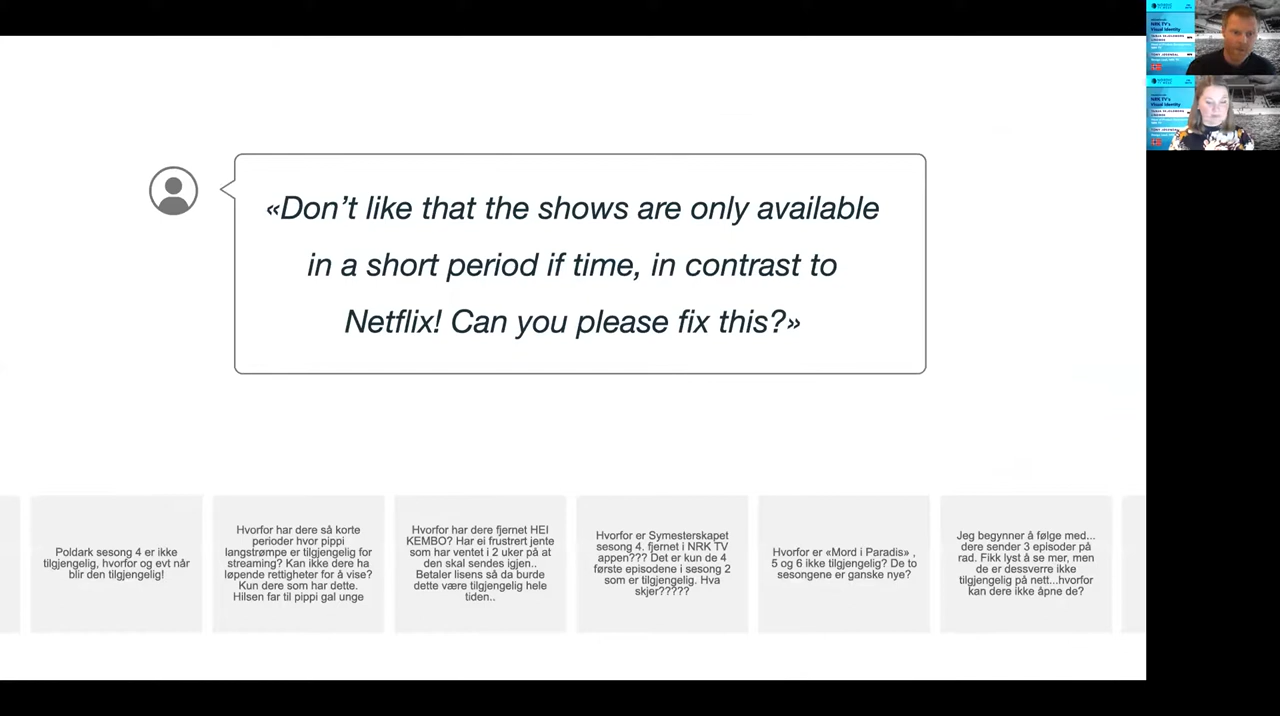 «Don't like that the shows are only available
in a short period if time, in contrast to
Netflix! Can you please fix this?»
Poldark sesong 4 er ikke
tilgjengelig, hvorfor og evt når
blir den tilgjengelig!
Hvorfor har dere så korte
perioder hvor pippi
langstrømpe er tilgjengelig for
streaming? Kan ikke dere ha
løpende rettigheter for å vise?
Kun dere som har dette.
Hilsen far til pippi gal unge
Hvorfor har dere fjernet HEI
KEMBO? Har ei frustrert jente
som har ventet i 2 uker på at
den skal sendes igjen..
Betaler lisens så da burde
dette være tilgjengelig hele
tiden..
Hvorfor er Symesterskapet
sesong 4. fjernet i NRK TV
appen??? Det er kun de 4
første episodene i sesong 2
som er tilgjengelig. Hva
skjer?????
Hvorfor er «Mord i Paradis» ,
5 og 6 ikke tilgjengelig? De to
sesongene er ganske nye?
Jeg begynner å følge med...
dere sender 3 episoder på
rad. Fikk lyst å se mer, men
de er dessverre ikke
tilgjengelig på nett...hvorfor
kan dere ikke åpne de?
NRK TV's
Visual Identity
NRK TV's
Visual Identity